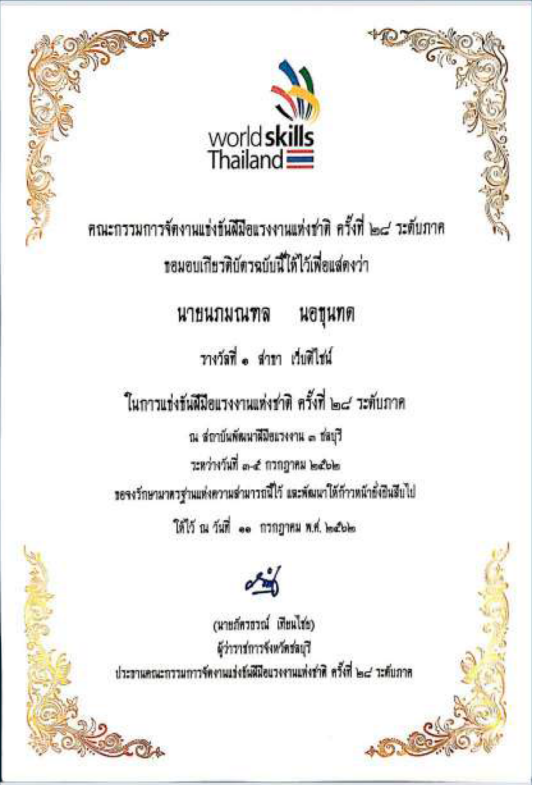 world skills
Thailand
คณะกรรมการจัดงานแข่งขันฝีมือแรงงานแห่งชาติ ครั้งที่ ๒๘ ระดับภาค
ขอมอบเกียรติบัตรฉบับนี้ให้ไว้เพื่อแสดงว่า
นายนภมณฑล นอขุนทด
รางวัลที่ ๑ สาขา เว็บดีไซน์
ในการแข่งขันฝีมือแรงงานแห่งชาติ ครั้งที่ ๒๘ ระดับภาค
ณ สถาบันพัฒนาฝีมือแรงงาน ๓ ชลบุรี
ระหว่างวันที่ ๓-๕ กรกฎาคม ๒๕๖๒
ขอจงรักษามาตรฐานแห่งความสามารถนี้ไว้ และพัฒนาให้ก้าวหน้ายิ่งขึ้นสืบไป
ให้ไว้ ณ วันที่ ๑๑ กรกฎาคม พ.ศ. ๒๕๖๒
(นายภัครธรณ์ เทียนไชย)
ผู้ว่าราชการจังหวัดชลบุรี
ประธานคณะกรรมการจัดงานแข่งขันฝีมือแรงงานแห่งชาติ ครั้งที่ ๒๘ ระดับภาค